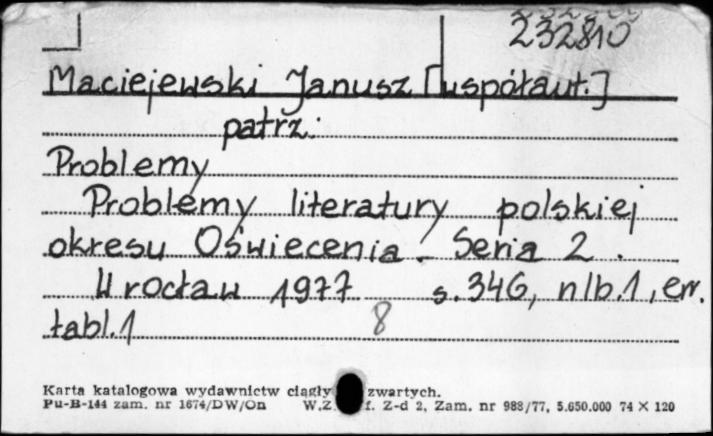 232810
Maciejewski Janusz [współaut.]
patrz:
Problemy
Problemy literatury polskiej
okresu Oświecenia. Seria 2.
Wrocław 1977 s. 346, nlb. 1, err.
tabl. 1 8
Karta katalogowa wydawnictw ciągły zwartych.
Pu-B-144 zam. nr 1674/DW/On W.Z. f. Z-d 2, Zam. nr 988/77, 5.650.000 74 X 120